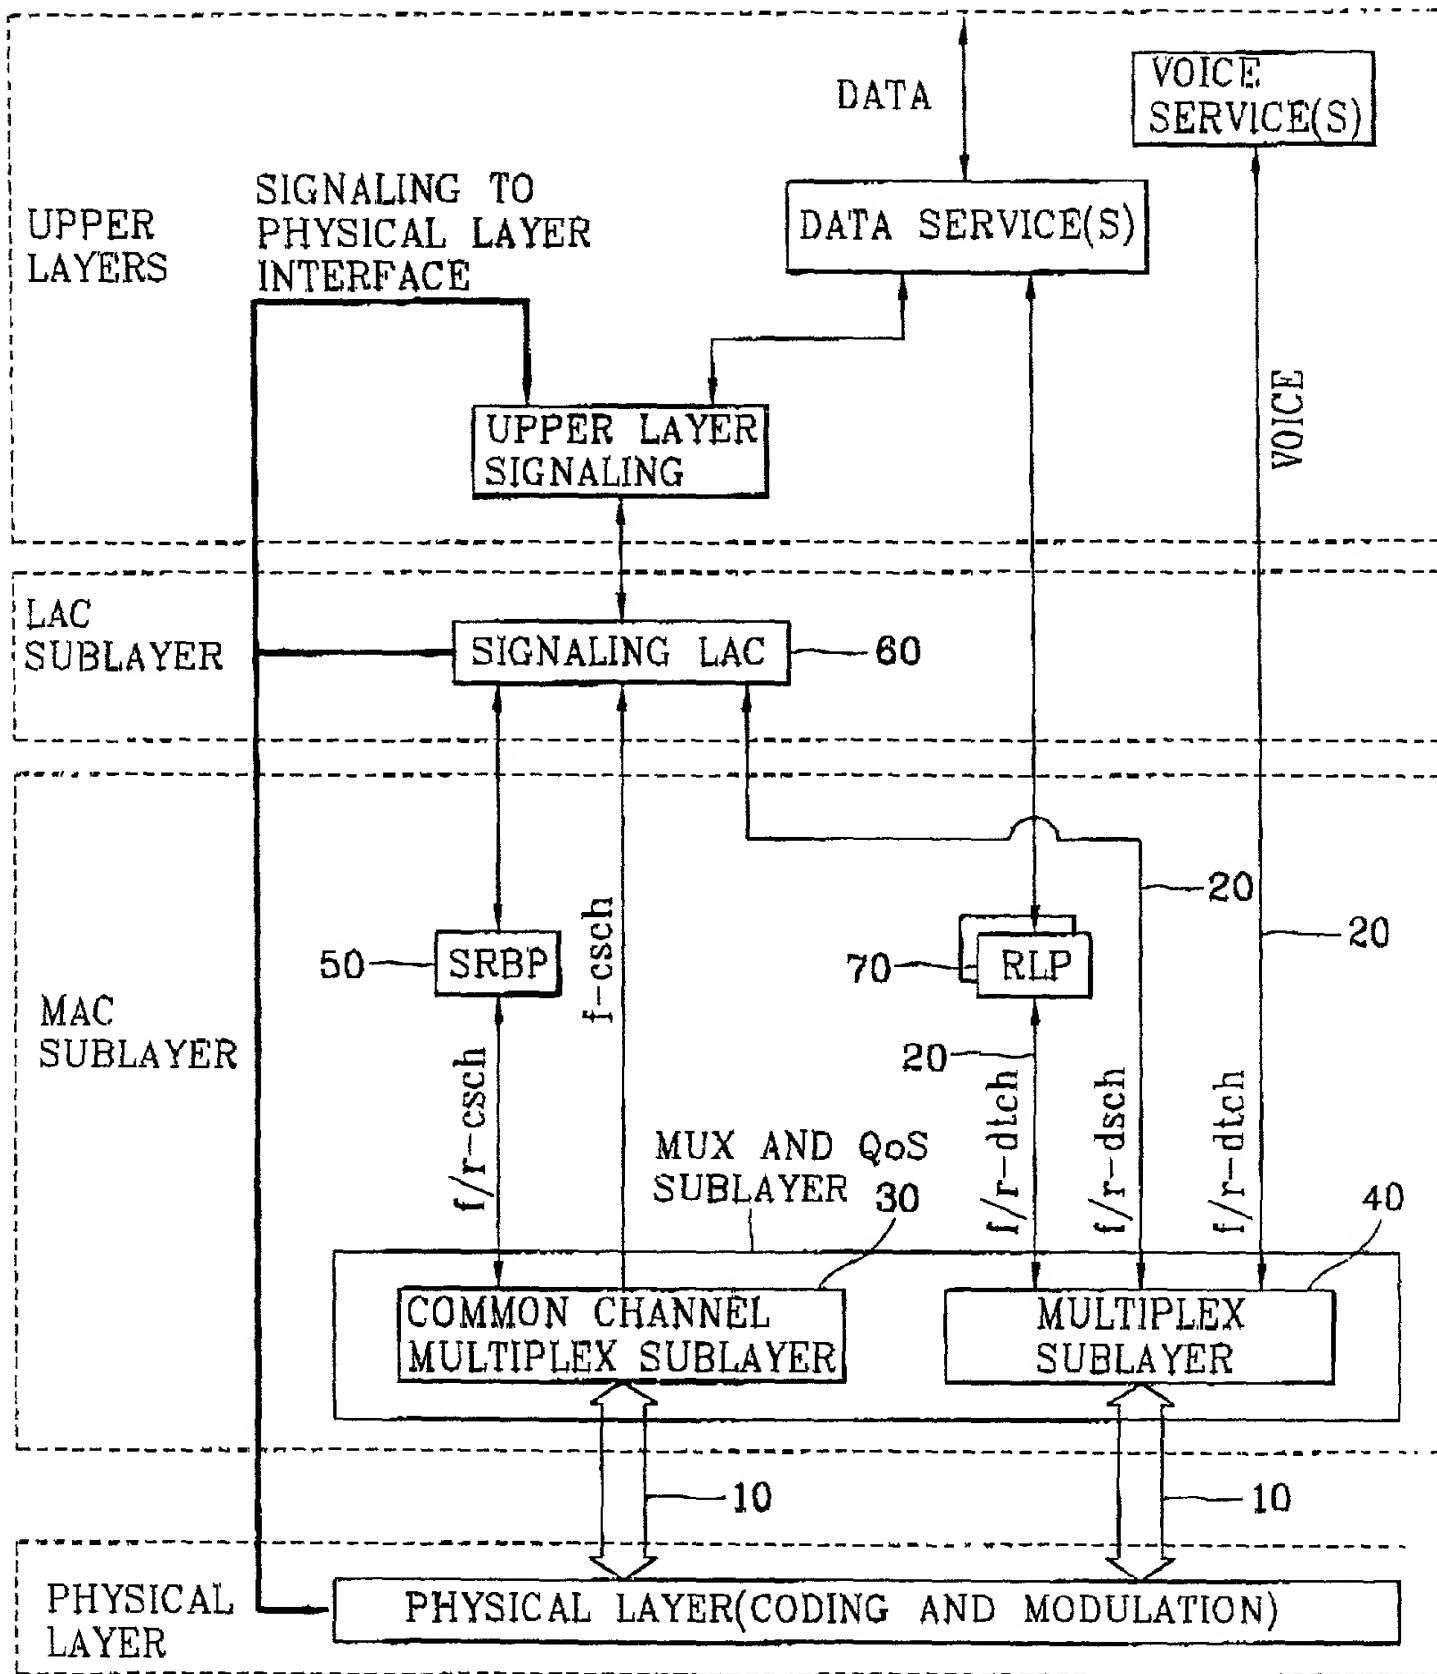 DATA
VOICE
SERVICE(S)
SIGNALING TO
PHYSICAL LAYER
INTERFACE
UPPER
LAYERS
DATA SERVICE(S)
VOICE
UPPER LAYER
SIGNALING
LAC
SUBLAYER
SIGNALING LAC
60
20
20
50
SRBP
f-csch
70
RLP
MAC
SUBLAYER
20
f/r-csch
f/r-dtch
f/r-dsch
f/r-dtch
MUX AND QoS
SUBLAYER
30
40
COMMON CHANNEL
MULTIPLEX SUBLAYER
MULTIPLEX
SUBLAYER
10
10
PHYSICAL
LAYER
PHYSICAL LAYER(CODING AND MODULATION)